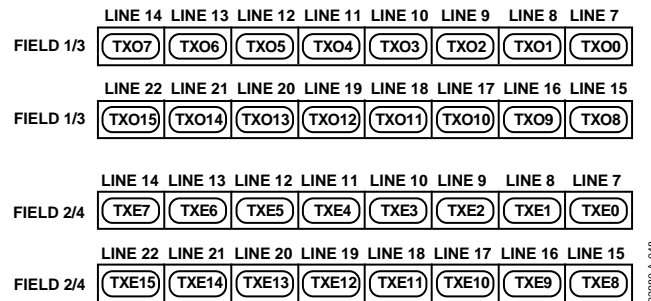 LINE 14 LINE 13 LINE 12 LINE 11 LINE 10 LINE 9 LINE 8 LINE 7
FIELD 1/3 TXO7 TXO6 TXO5 TXO4 TXO3 TXO2 TXO1 TXO0
LINE 22 LINE 21 LINE 20 LINE 19 LINE 18 LINE 17 LINE 16 LINE 15
FIELD 1/3 TXO15 TXO14 TXO13 TXO12 TXO11 TXO10 TXO9 TXO8
LINE 14 LINE 13 LINE 12 LINE 11 LINE 10 LINE 9 LINE 8 LINE 7
FIELD 2/4 TXE7 TXE6 TXE5 TXE4 TXE3 TXE2 TXE1 TXE0
LINE 22 LINE 21 LINE 20 LINE 19 LINE 18 LINE 17 LINE 16 LINE 15
FIELD 2/4 TXE15 TXE14 TXE13 TXE12 TXE11 TXE10 TXE9 TXE8